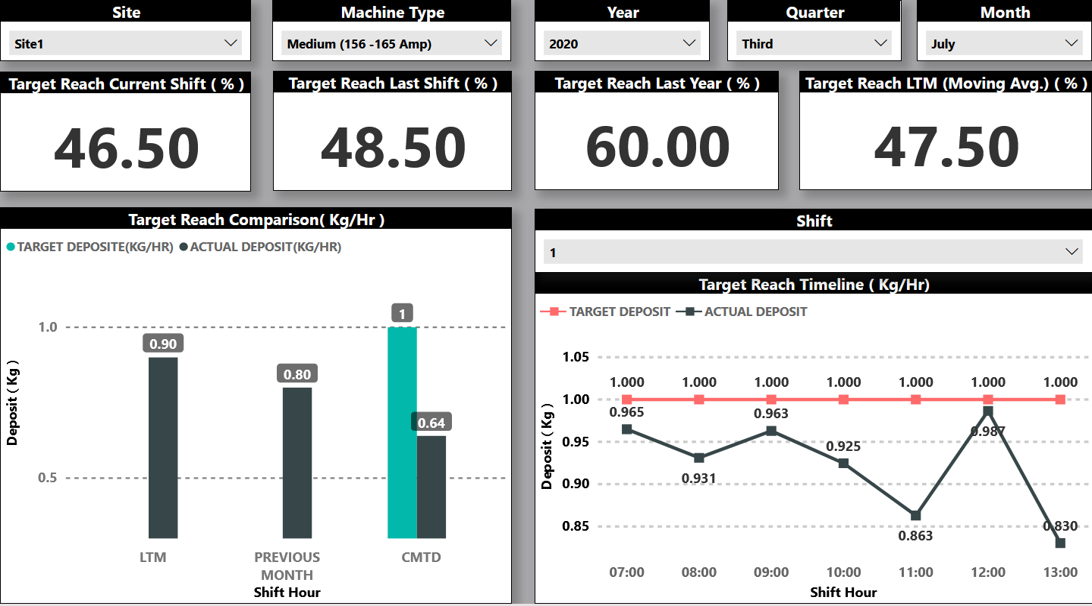 Site
Machine Type
Year
Quarter
Month
Site1
Medium (156 -165 Amp)
2020
Third
July
Target Reach Current Shift ( % )
Target Reach Last Shift ( % )
Target Reach Last Year ( % )
Target Reach LTM (Moving Avg.) ( % )
46.50
48.50
60.00
47.50
Target Reach Comparison( Kg/Hr )
TARGET DEPOSITE(KG/HR) ACTUAL DEPOSIT(KG/HR)
1.0
0.5
Deposit ( Kg )
0.90
0.80
1
0.64
LTM
PREVIOUS
MONTH
CMTD
Shift Hour
Shift
1
Target Reach Timeline ( Kg/Hr)
TARGET DEPOSIT ACTUAL DEPOSIT
1.05
1.00
0.95
0.90
0.85
Deposit ( Kg )
1.000 1.000 1.000 1.000 1.000 1.000 1.000
0.965
0.931
0.963
0.925
0.863
0.987
0.830
07:00 08:00 09:00 10:00 11:00 12:00 13:00
Shift Hour